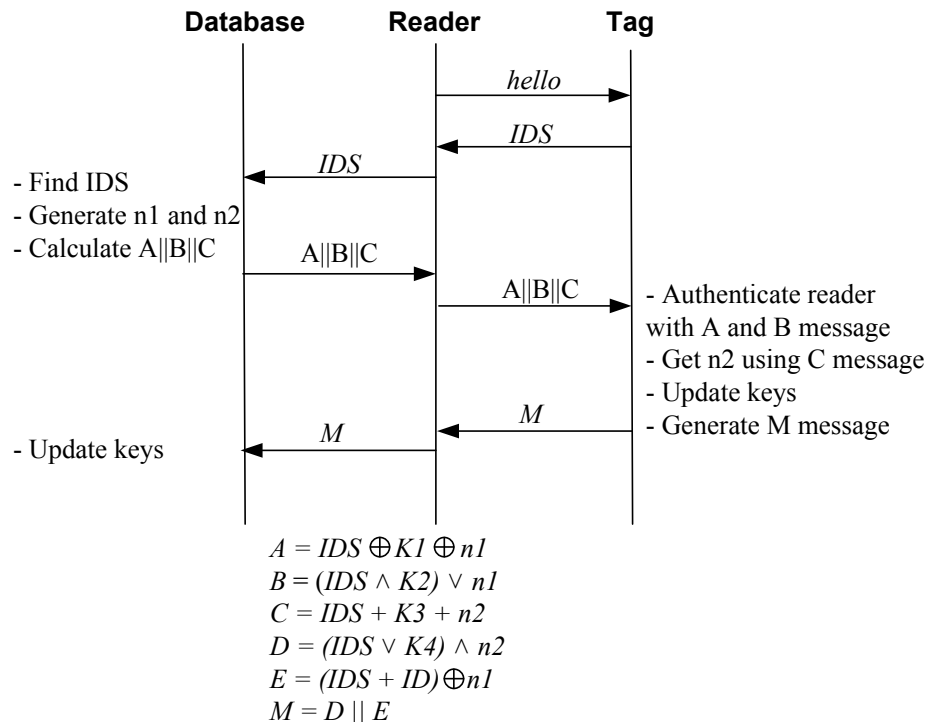 Database Reader Tag
hello
IDS
IDS
- Find IDS
- Generate n1 and n2
- Calculate A||B||C
A||B||C
A||B||C
- Authenticate reader
with A and B message
- Get n2 using C message
- Update keys
- Generate M message
M
M
- Update keys
A = IDS ⊕ K1 ⊕ n1
B = (IDS ∧ K2) ∨ n1
C = IDS + K3 + n2
D = (IDS ∨ K4) ∧ n2
E = (IDS + ID) ⊕ n1
M = D || E